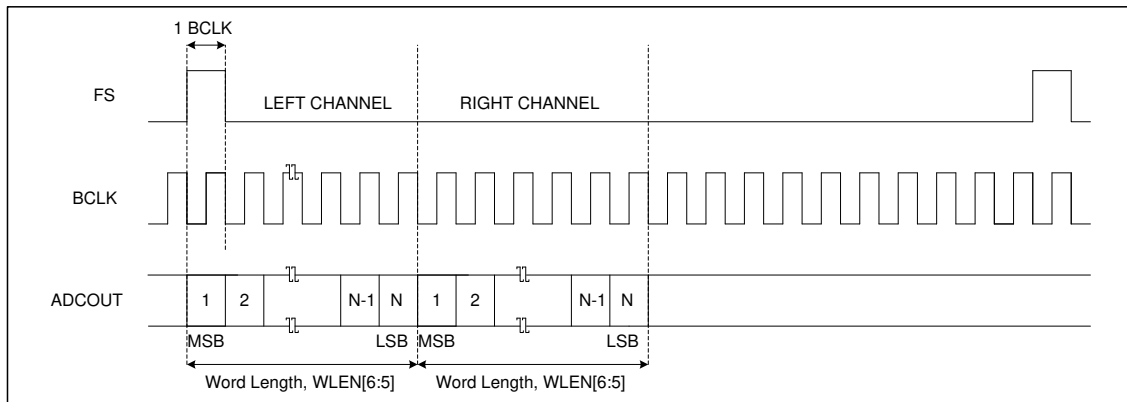 1 BCLK
FS
LEFT CHANNEL
RIGHT CHANNEL
BCLK
ADCOUT
1
2
N-1
N
1
2
N-1
N
MSB
LSB
MSB
LSB
Word Length, WLEN[6:5]
Word Length, WLEN[6:5]